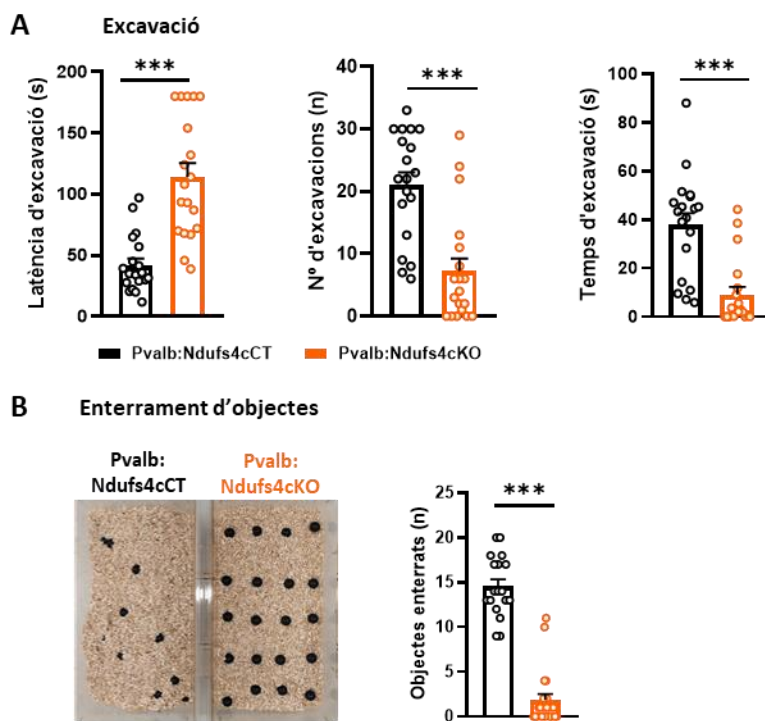 A Excavació
Latència d'excavació (s)
200
150
100
50
0
***
Nº d'excavacions (n)
40
30
20
10
0
***
Temps d'excavació (s)
100
80
60
40
20
0
***
Pvalb:Ndufs4cCT Pvalb:Ndufs4cKO
B Enterrament d'objectes
Pvalb:
Ndufs4cCT
Pvalb:
Ndufs4cKO
Objectes enterrats (n)
25
20
15
10
5
0
***